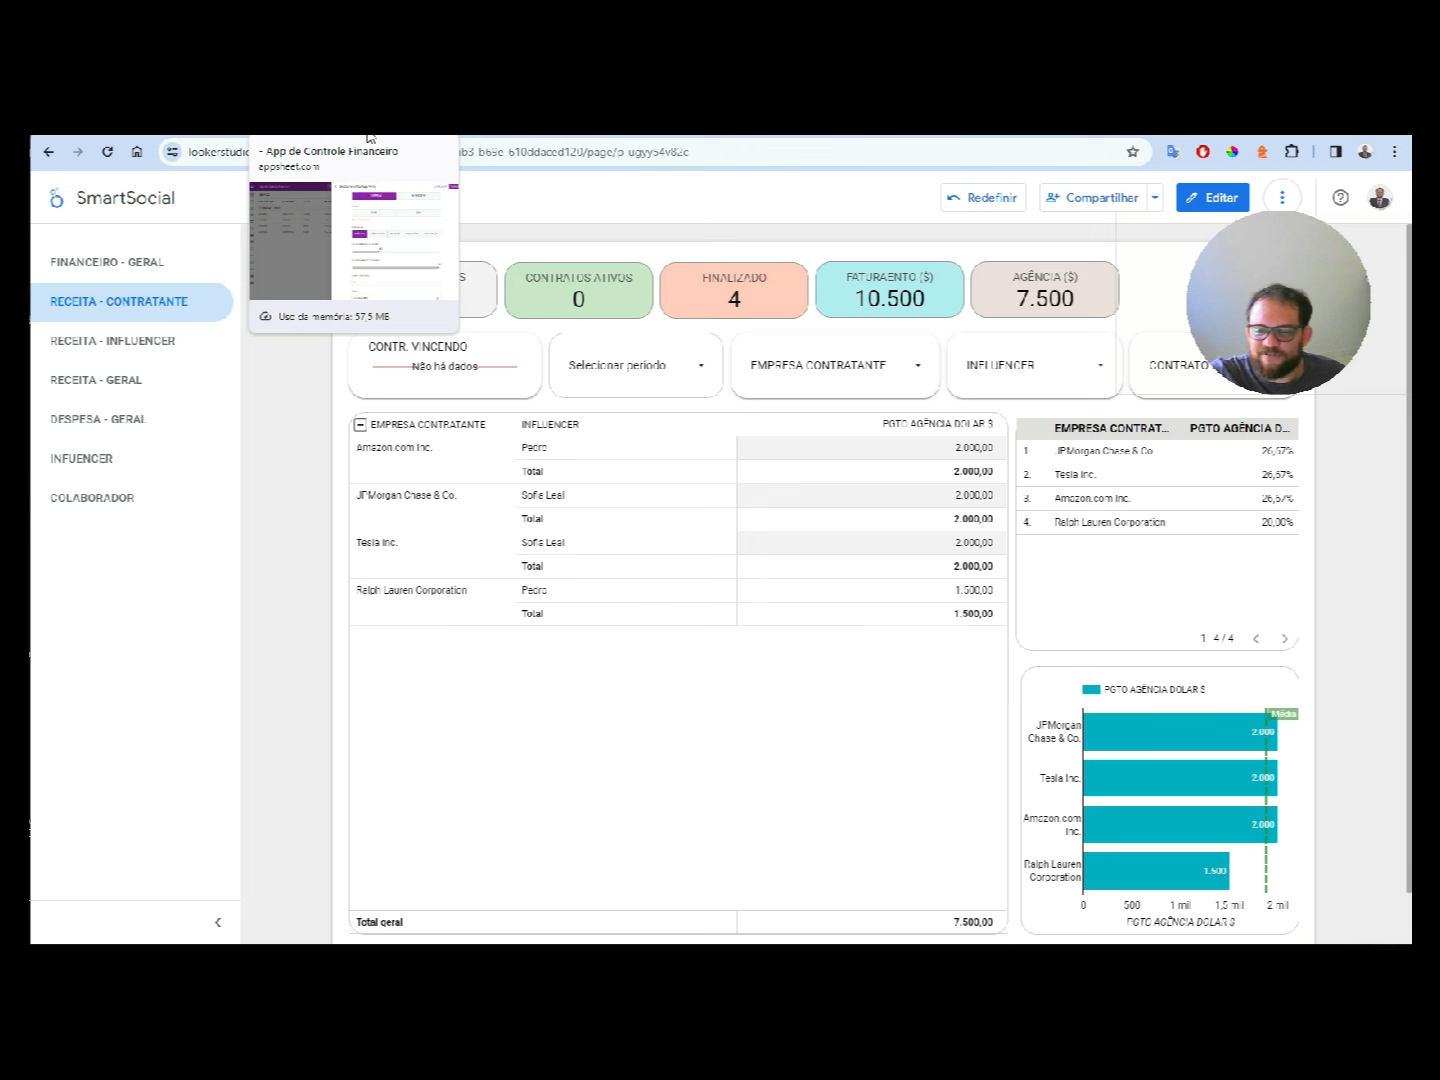 - App de Controle Financeiro
appsheet.com
lookerstudio
b3-b69e-610ddaced120/page/p_ugyy54v82c
SmartSocial
Redefinir
Compartilhar
Editar
FINANCEIRO - GERAL
RECEITA - CONTRATANTE
RECEITA - INFLUENCER
RECEITA - GERAL
DESPESA - GERAL
INFUENCER
COLABORADOR
Uso da memória: 57,5 MB
S
CONTRATOS ATIVOS
0
FINALIZADO
4
FATURAENTO ($)
10.500
AGÊNCIA ($)
7.500
CONTR. VINCENDO
Não há dados
Selecionar período
EMPRESA CONTRATANTE
INFLUENCER
CONTRATO
EMPRESA CONTRATANTE INFLUENCER PGTO AGÊNCIA DOLAR $
Amazon.com Inc. Pedro 2.000,00
Total 2.000,00
JPMorgan Chase & Co. Sofia Leal 2.000,00
Total 2.000,00
Tesla Inc. Sofia Leal 2.000,00
Total 2.000,00
Ralph Lauren Corporation Pedro 1.500,00
Total 1.500,00
Total geral 7.500,00
EMPRESA CONTRAT... PGTO AGÊNCIA D...
1. JPMorgan Chase & Co 26,67%
2. Tesla Inc. 26,67%
3. Amazon.com Inc. 26,67%
4. Ralph Lauren Corporation 20,00%
1 - 4 / 4
PGTO AGÊNCIA DOLAR $
Média
JPMorgan
Chase & Co.
2.000
Tesla Inc.
2.000
Amazon.com
Inc.
2.000
Ralph Lauren
Corporation
1.500
0 500 1 mil 1,5 mil 2 mil
PGTO AGÊNCIA DOLAR $